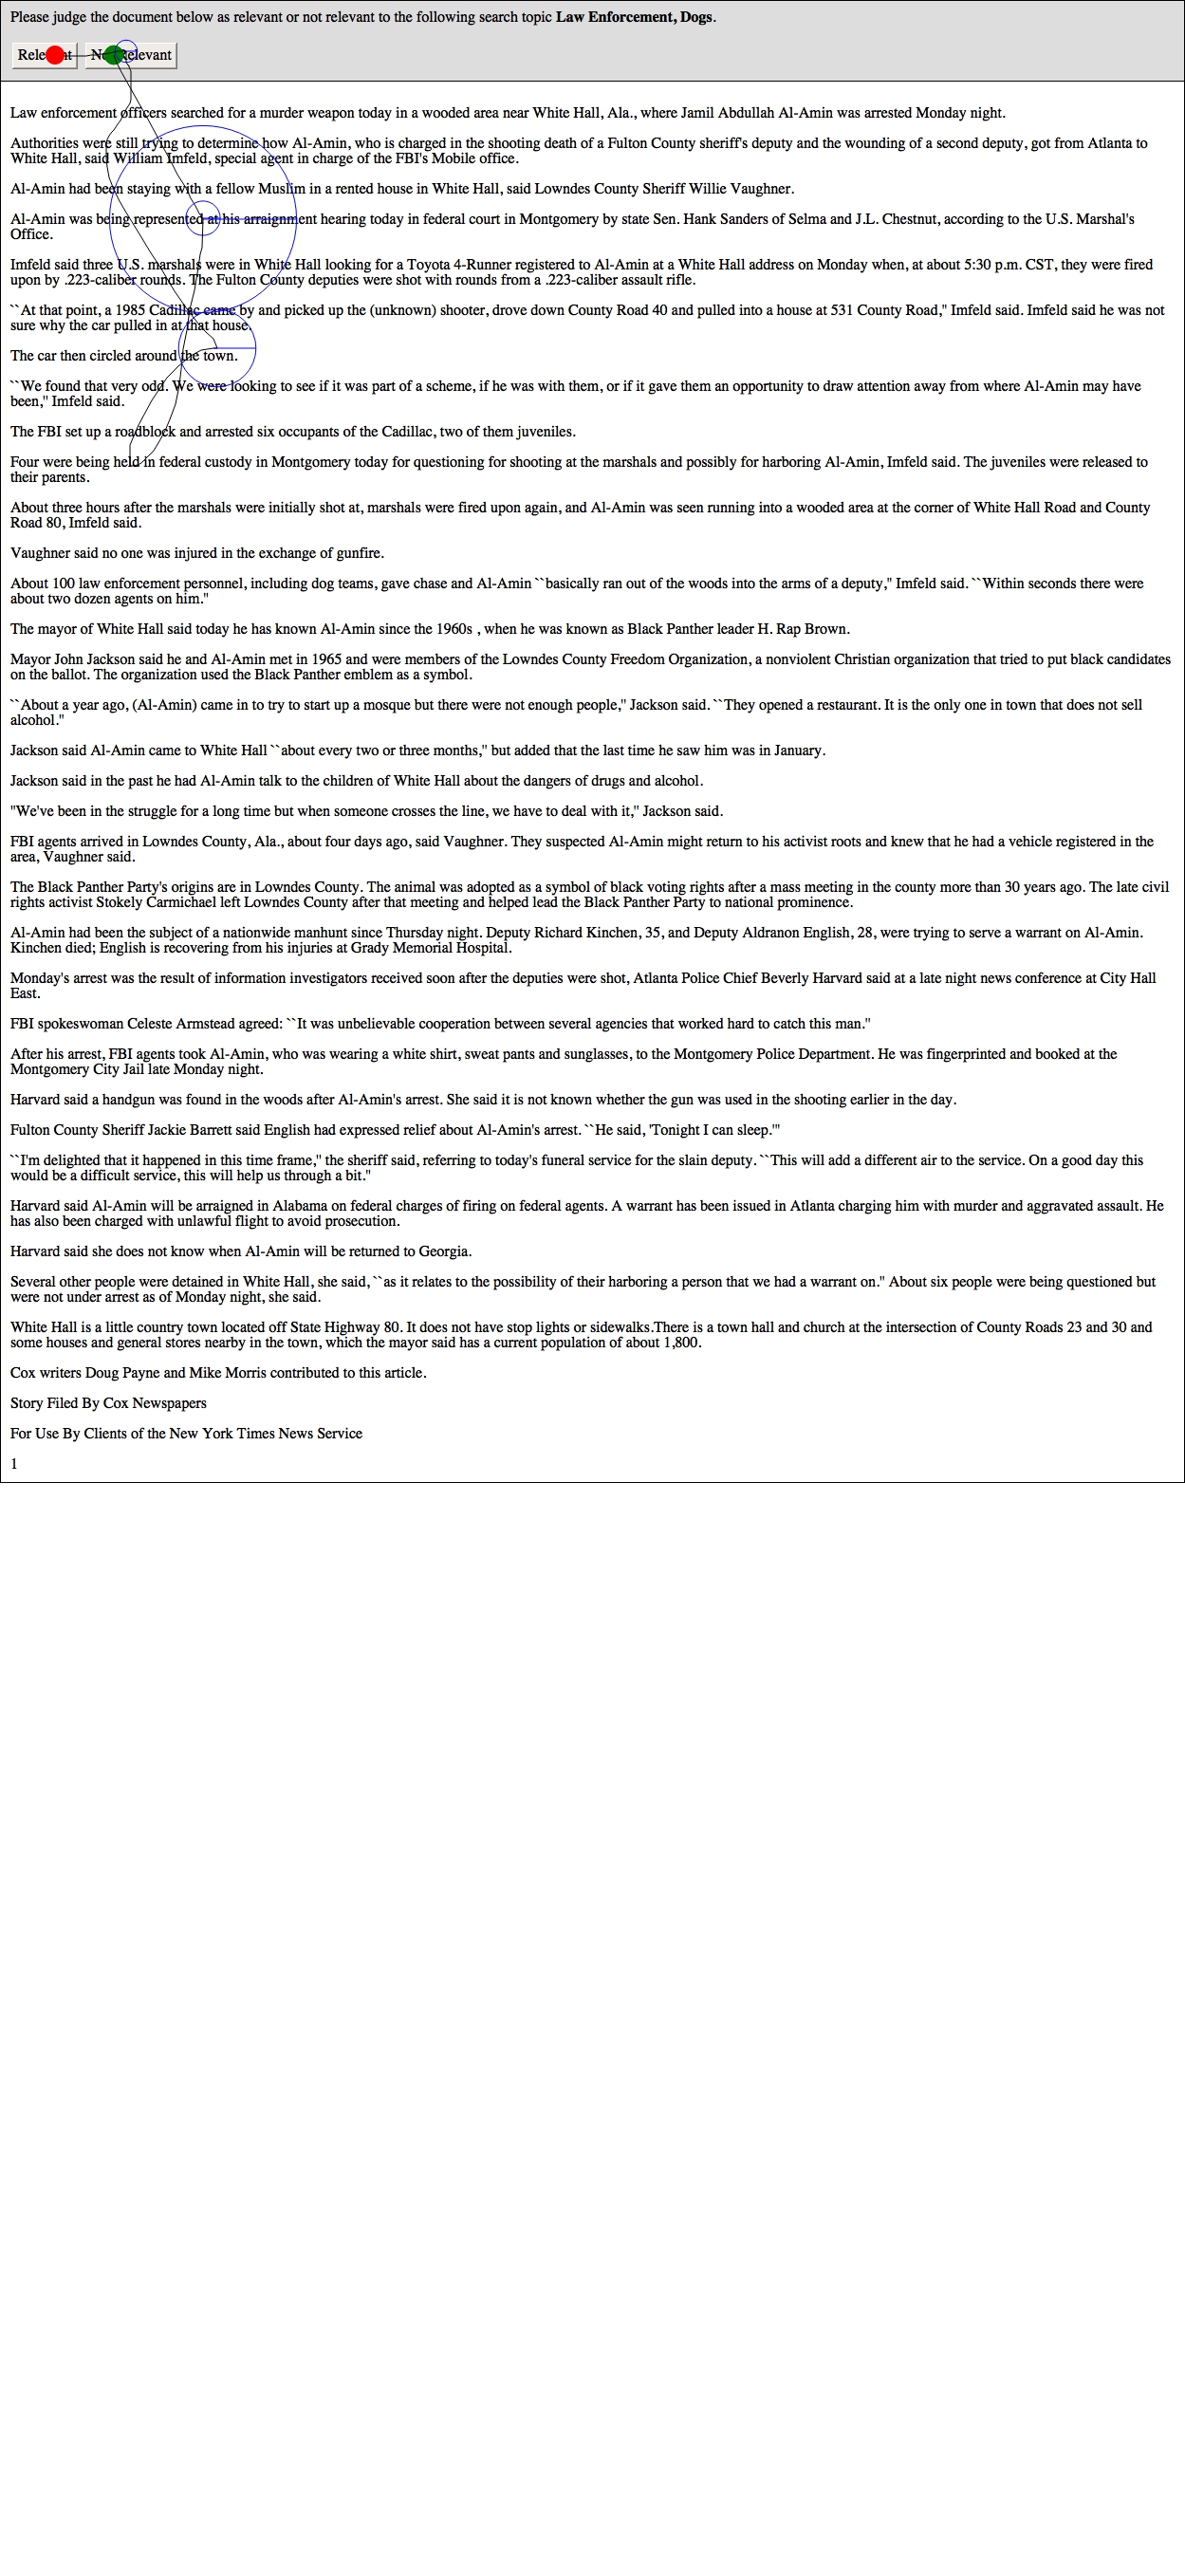 Please judge the document below as relevant or not relevant to the following search topic Law Enforcement, Dogs.
Relevant Not Relevant
Law enforcement officers searched for a murder weapon today in a wooded area near White Hall, Ala., where Jamil Abdullah Al-Amin was arrested Monday night.
Authorities were still trying to determine how Al-Amin, who is charged in the shooting death of a Fulton County sheriff's deputy and the wounding of a second deputy, got from Atlanta to
White Hall, said William Imfeld, special agent in charge of the FBI's Mobile office.
Al-Amin had been staying with a fellow Muslim in a rented house in White Hall, said Lowndes County Sheriff Willie Vaughner.
Al-Amin was being represented at his arraignment hearing today in federal court in Montgomery by state Sen. Hank Sanders of Selma and J.L. Chestnut, according to the U.S. Marshal's
Office.
Imfeld said three U.S. marshals were in White Hall looking for a Toyota 4-Runner registered to Al-Amin at a White Hall address on Monday when, at about 5:30 p.m. CST, they were fired
upon by .223-caliber rounds. The Fulton County deputies were shot with rounds from a .223-caliber assault rifle.
``At that point, a 1985 Cadillac came by and picked up the (unknown) shooter, drove down County Road 40 and pulled into a house at 531 County Road,'' Imfeld said. Imfeld said he was not
sure why the car pulled in at that house.
The car then circled around the town.
``We found that very odd. We were looking to see if it was part of a scheme, if he was with them, or if it gave them an opportunity to draw attention away from where Al-Amin may have
been,'' Imfeld said.
The FBI set up a roadblock and arrested six occupants of the Cadillac, two of them juveniles.
Four were being held in federal custody in Montgomery today for questioning for shooting at the marshals and possibly for harboring Al-Amin, Imfeld said. The juveniles were released to
their parents.
About three hours after the marshals were initially shot at, marshals were fired upon again, and Al-Amin was seen running into a wooded area at the corner of White Hall Road and County
Road 80, Imfeld said.
Vaughner said no one was injured in the exchange of gunfire.
About 100 law enforcement personnel, including dog teams, gave chase and Al-Amin ``basically ran out of the woods into the arms of a deputy,'' Imfeld said. ``Within seconds there were
about two dozen agents on him.''
The mayor of White Hall said today he has known Al-Amin since the 1960s , when he was known as Black Panther leader H. Rap Brown.
Mayor John Jackson said he and Al-Amin met in 1965 and were members of the Lowndes County Freedom Organization, a nonviolent Christian organization that tried to put black candidates
on the ballot. The organization used the Black Panther emblem as a symbol.
``About a year ago, (Al-Amin) came in to try to start up a mosque but there were not enough people,'' Jackson said. ``They opened a restaurant. It is the only one in town that does not sell
alcohol.''
Jackson said Al-Amin came to White Hall ``about every two or three months,'' but added that the last time he saw him was in January.
Jackson said in the past he had Al-Amin talk to the children of White Hall about the dangers of drugs and alcohol.
"We've been in the struggle for a long time but when someone crosses the line, we have to deal with it,'' Jackson said.
FBI agents arrived in Lowndes County, Ala., about four days ago, said Vaughner. They suspected Al-Amin might return to his activist roots and knew that he had a vehicle registered in the
area, Vaughner said.
The Black Panther Party's origins are in Lowndes County. The animal was adopted as a symbol of black voting rights after a mass meeting in the county more than 30 years ago. The late civil
rights activist Stokely Carmichael left Lowndes County after that meeting and helped lead the Black Panther Party to national prominence.
Al-Amin had been the subject of a nationwide manhunt since Thursday night. Deputy Richard Kinchen, 35, and Deputy Aldranon English, 28, were trying to serve a warrant on Al-Amin.
Kinchen died; English is recovering from his injuries at Grady Memorial Hospital.
Monday's arrest was the result of information investigators received soon after the deputies were shot, Atlanta Police Chief Beverly Harvard said at a late night news conference at City Hall
East.
FBI spokeswoman Celeste Armstead agreed: ``It was unbelievable cooperation between several agencies that worked hard to catch this man.''
After his arrest, FBI agents took Al-Amin, who was wearing a white shirt, sweat pants and sunglasses, to the Montgomery Police Department. He was fingerprinted and booked at the
Montgomery City Jail late Monday night.
Harvard said a handgun was found in the woods after Al-Amin's arrest. She said it is not known whether the gun was used in the shooting earlier in the day.
Fulton County Sheriff Jackie Barrett said English had expressed relief about Al-Amin's arrest. ``He said, 'Tonight I can sleep.'''
``I'm delighted that it happened in this time frame,'' the sheriff said, referring to today's funeral service for the slain deputy. ``This will add a different air to the service. On a good day this
would be a difficult service, this will help us through a bit.''
Harvard said Al-Amin will be arraigned in Alabama on federal charges of firing on federal agents. A warrant has been issued in Atlanta charging him with murder and aggravated assault. He
has also been charged with unlawful flight to avoid prosecution.
Harvard said she does not know when Al-Amin will be returned to Georgia.
Several other people were detained in White Hall, she said, ``as it relates to the possibility of their harboring a person that we had a warrant on.'' About six people were being questioned but
were not under arrest as of Monday night, she said.
White Hall is a little country town located off State Highway 80. It does not have stop lights or sidewalks.There is a town hall and church at the intersection of County Roads 23 and 30 and
some houses and general stores nearby in the town, which the mayor said has a current population of about 1,800.
Cox writers Doug Payne and Mike Morris contributed to this article.
Story Filed By Cox Newspapers
For Use By Clients of the New York Times News Service
1